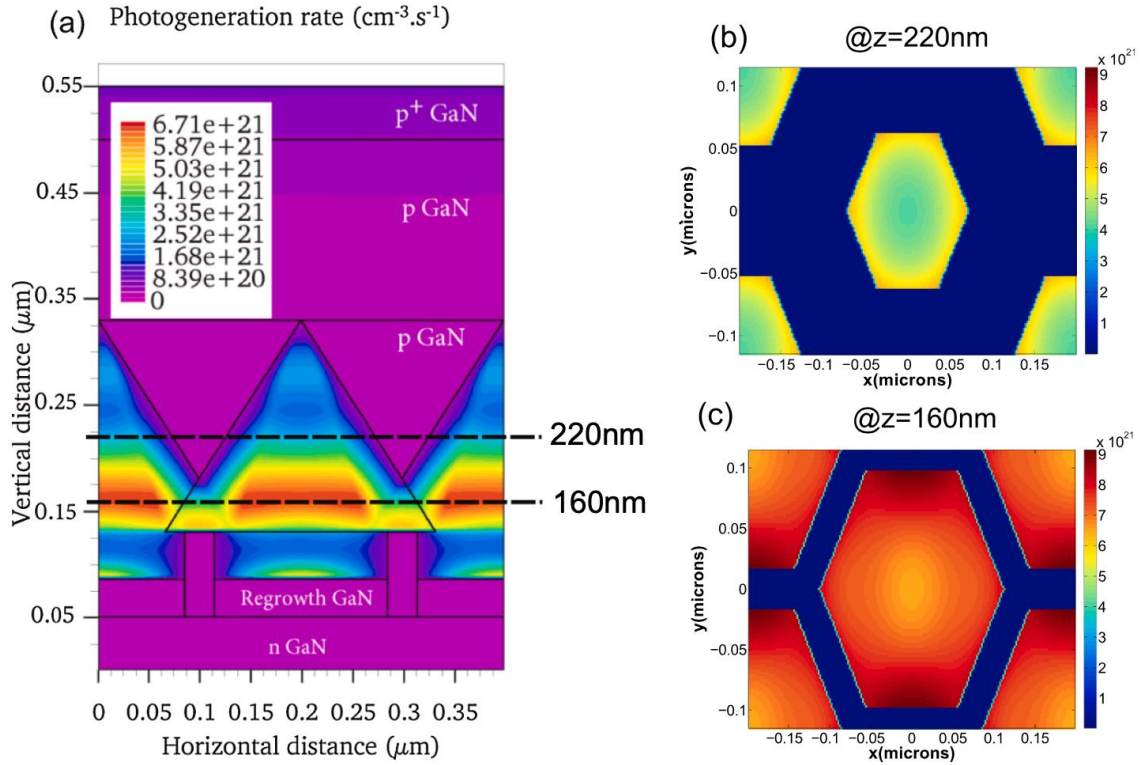 (a) Photogeneration rate (cm⁻³.s⁻¹)
0.55
0.45
0.35
0.25
0.15
0.05
Vertical distance (µm)
6.71e+21
5.87e+21
5.03e+21
4.19e+21
3.35e+21
2.52e+21
1.68e+21
8.39e+20
0
p⁺ GaN
p GaN
p GaN
Regrowth GaN
n GaN
220nm
160nm
0 0.05 0.1 0.15 0.2 0.25 0.3 0.35
Horizontal distance (µm)
(b) @z=220nm
x 10²¹
0.1
0.05
0
−0.05
−0.1
y(microns)
−0.15 −0.1 −0.05 0 0.05 0.1 0.15
x(microns)
9
8
7
6
5
4
3
2
1
(c) @z=160nm
x 10²¹
0.1
0.05
0
−0.05
−0.1
y(microns)
−0.15 −0.1 −0.05 0 0.05 0.1 0.15
x(microns)
9
8
7
6
5
4
3
2
1